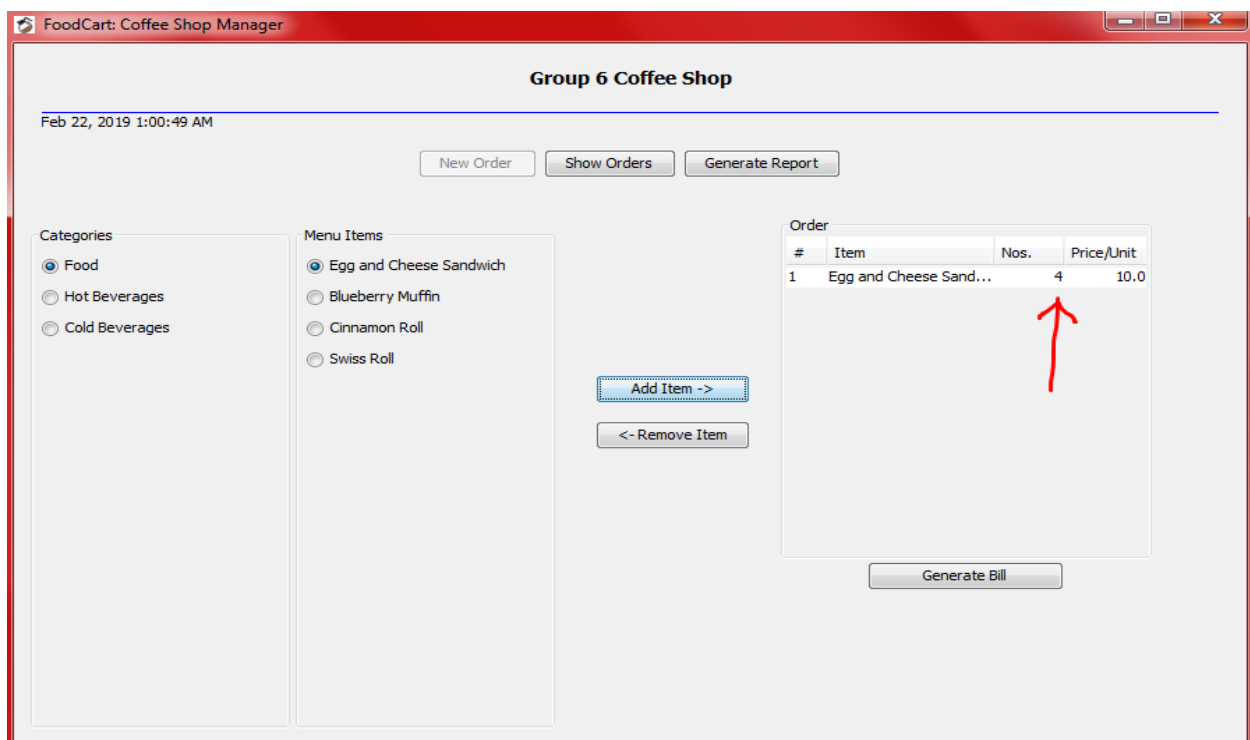 FoodCart: Coffee Shop Manager
Group 6 Coffee Shop
Feb 22, 2019 1:00:49 AM
New Order Show Orders Generate Report
Categories
Food
Hot Beverages
Cold Beverages
Menu Items
Egg and Cheese Sandwich
Blueberry Muffin
Cinnamon Roll
Swiss Roll
Add Item ->
<- Remove Item
Order
# Item Nos. Price/Unit
1 Egg and Cheese Sand... 4 10.0
Generate Bill